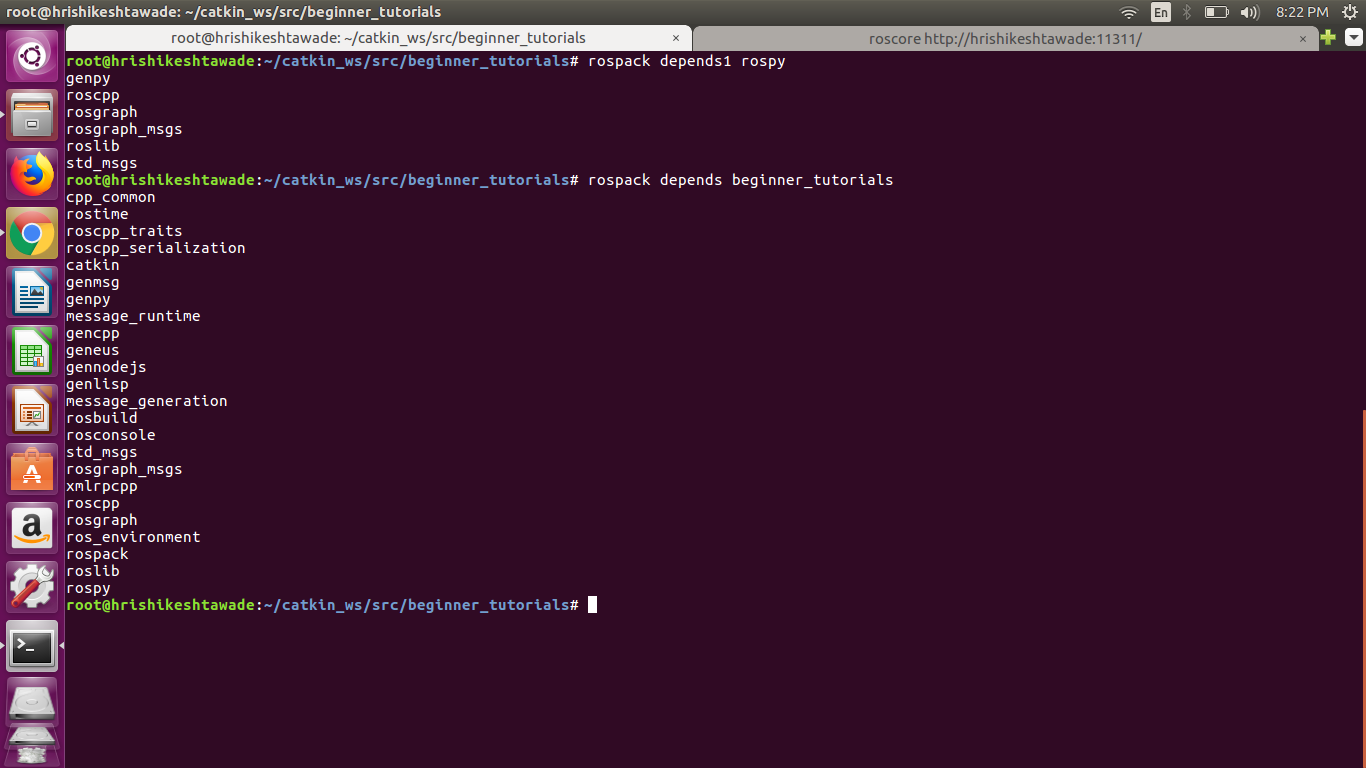 root@hrishikeshtawade: ~/catkin_ws/src/beginner_tutorials
En
8:22 PM
root@hrishikeshtawade: ~/catkin_ws/src/beginner_tutorials ×
roscore http://hrishikeshtawade:11311/ ×
root@hrishikeshtawade:~/catkin_ws/src/beginner_tutorials# rospack depends1 rospy
genpy
roscpp
rosgraph
rosgraph_msgs
roslib
std_msgs
root@hrishikeshtawade:~/catkin_ws/src/beginner_tutorials# rospack depends beginner_tutorials
cpp_common
rostime
roscpp_traits
roscpp_serialization
catkin
genmsg
genpy
message_runtime
gencpp
geneus
gennodejs
genlisp
message_generation
rosbuild
rosconsole
std_msgs
rosgraph_msgs
xmlrpcpp
roscpp
rosgraph
ros_environment
rospack
roslib
rospy
root@hrishikeshtawade:~/catkin_ws/src/beginner_tutorials#